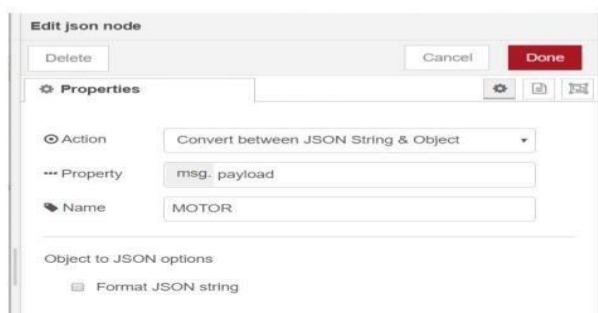 Edit json node
Delete Cancel Done
Properties
Action Convert between JSON String & Object
Property msg. payload
Name MOTOR
Object to JSON options
Format JSON string